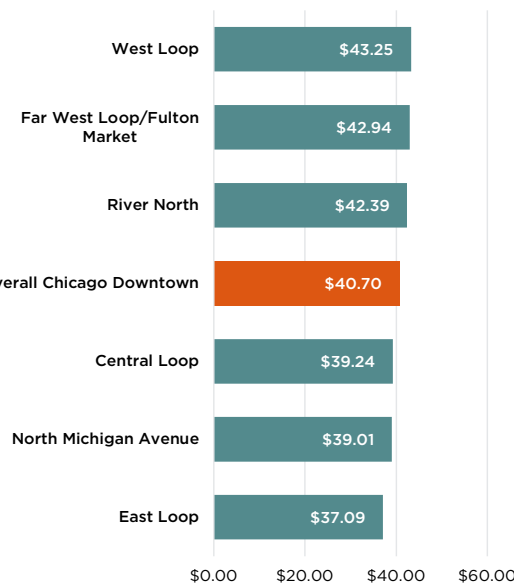 West Loop
$43.25
Far West Loop/Fulton
Market
$42.94
River North
$42.39
verall Chicago Downtown
$40.70
Central Loop
$39.24
North Michigan Avenue
$39.01
East Loop
$37.09
$0.00 $20.00 $40.00 $60.00